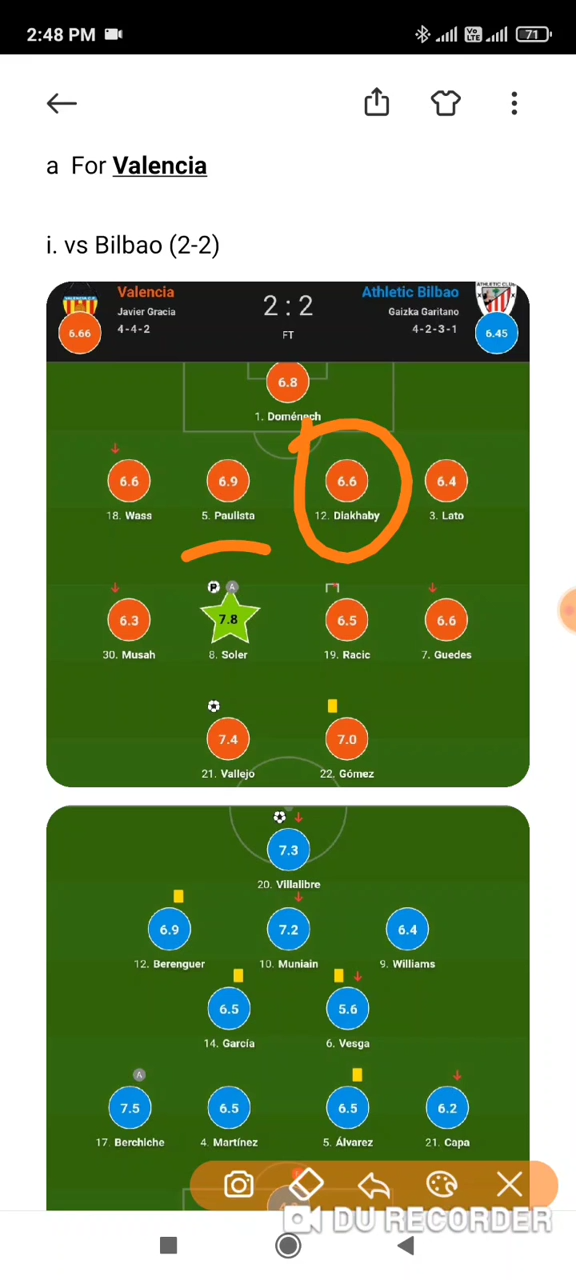 2:48 PM
Vo
LTE
71
a For Valencia
i. vs Bilbao (2-2)
Valencia
2 : 2
Athletic Bilbao
Javier Gracia
Gaizka Garitano
4-4-2
FT
4-2-3-1
6.66
6.45
6.8
1. Doménech
6.6 6.9 6.6 6.4
18. Wass 5. Paulista 12. Diakhaby 3. Lato
P A
6.3 7.8 6.5 6.6
30. Musah 8. Soler 19. Racic 7. Guedes
7.4 7.0
21. Vallejo 22. Gómez
7.3
20. Villalibre
6.9 7.2 6.4
12. Berenguer 10. Muniain 9. Williams
6.5 5.6
14. García 6. Vesga
A
7.5 6.5 6.5 6.2
17. Berchiche 4. Martínez 5. Álvarez 21. Capa
DU RECORDER